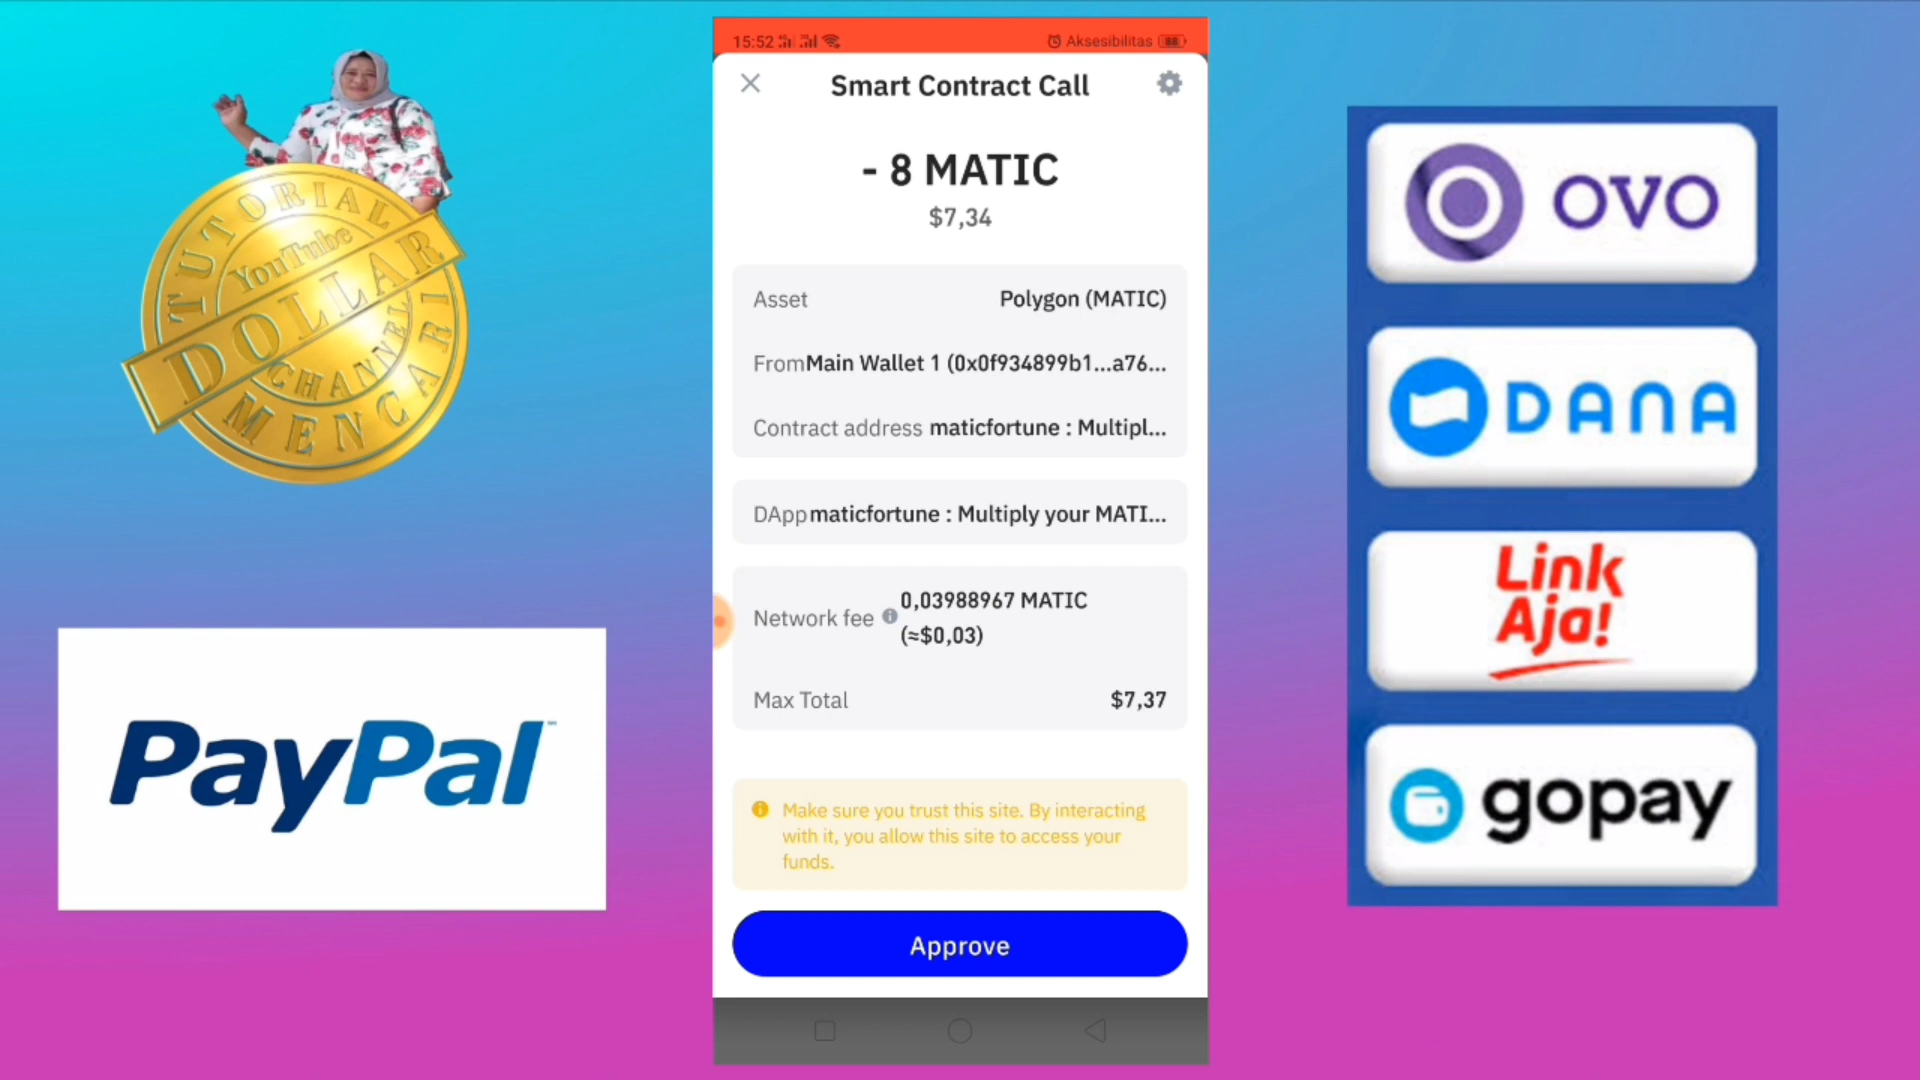 TUTORIAL
YouTube
DOLLAR
CHANNEL
MENCARI
PayPal
15:52
Aksesibilitas
88
Smart Contract Call
- 8 MATIC
$7,34
Asset Polygon (MATIC)
From Main Wallet 1 (0x0f934899b1...a76...
Contract address maticfortune : Multipl...
DApp maticfortune : Multiply your MATI...
Network fee 0,03988967 MATIC
(≈$0,03)
Max Total $7,37
Make sure you trust this site. By interacting
with it, you allow this site to access your
funds.
Approve
OVO
DANA
Link
Aja!
gopay